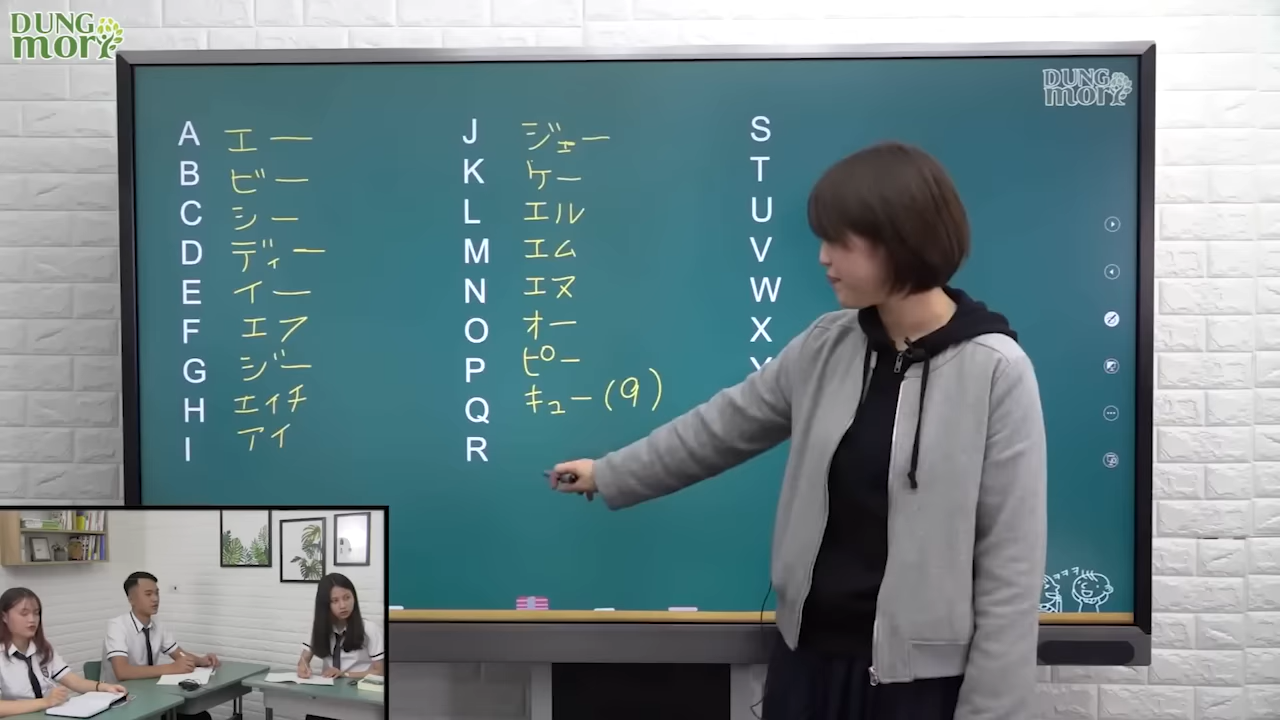 DUNG
mori
DUNG
mori
A エー
B ビー
C シー
D ディー
E イー
F エフ
G ジー
H エイチ
I アイ
J ジェー
K ケー
L エル
M エム
N エヌ
O オー
P ピー
Q キュー(9)
R
S
T
U
V
W
X
Y